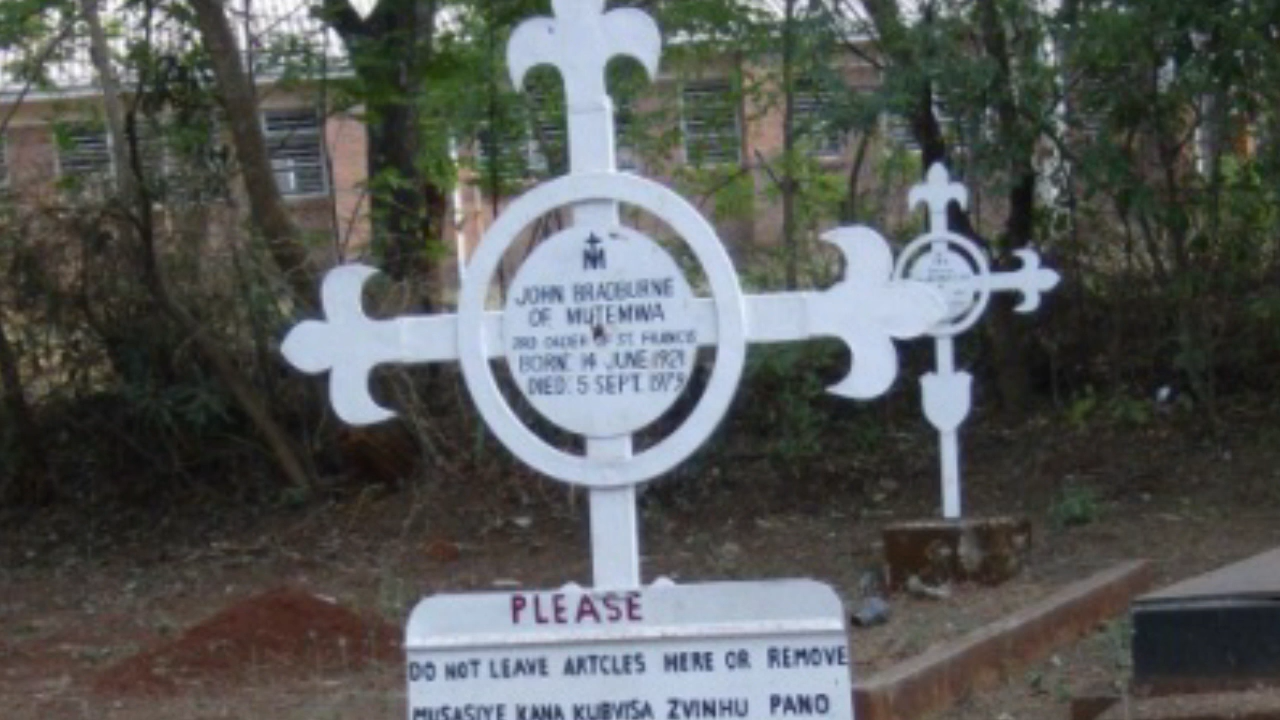 JOHN BRADBURNE
OF MUTEMWA
3RD ORDER OF ST. FRANCIS
BORN: 14 JUNE 1921
DIED: 5 SEPT. 1979
PLEASE
DO NOT LEAVE ARTCLES HERE OR REMOVE
MUSASIYE KANA KUBVISA ZVINHU PANO